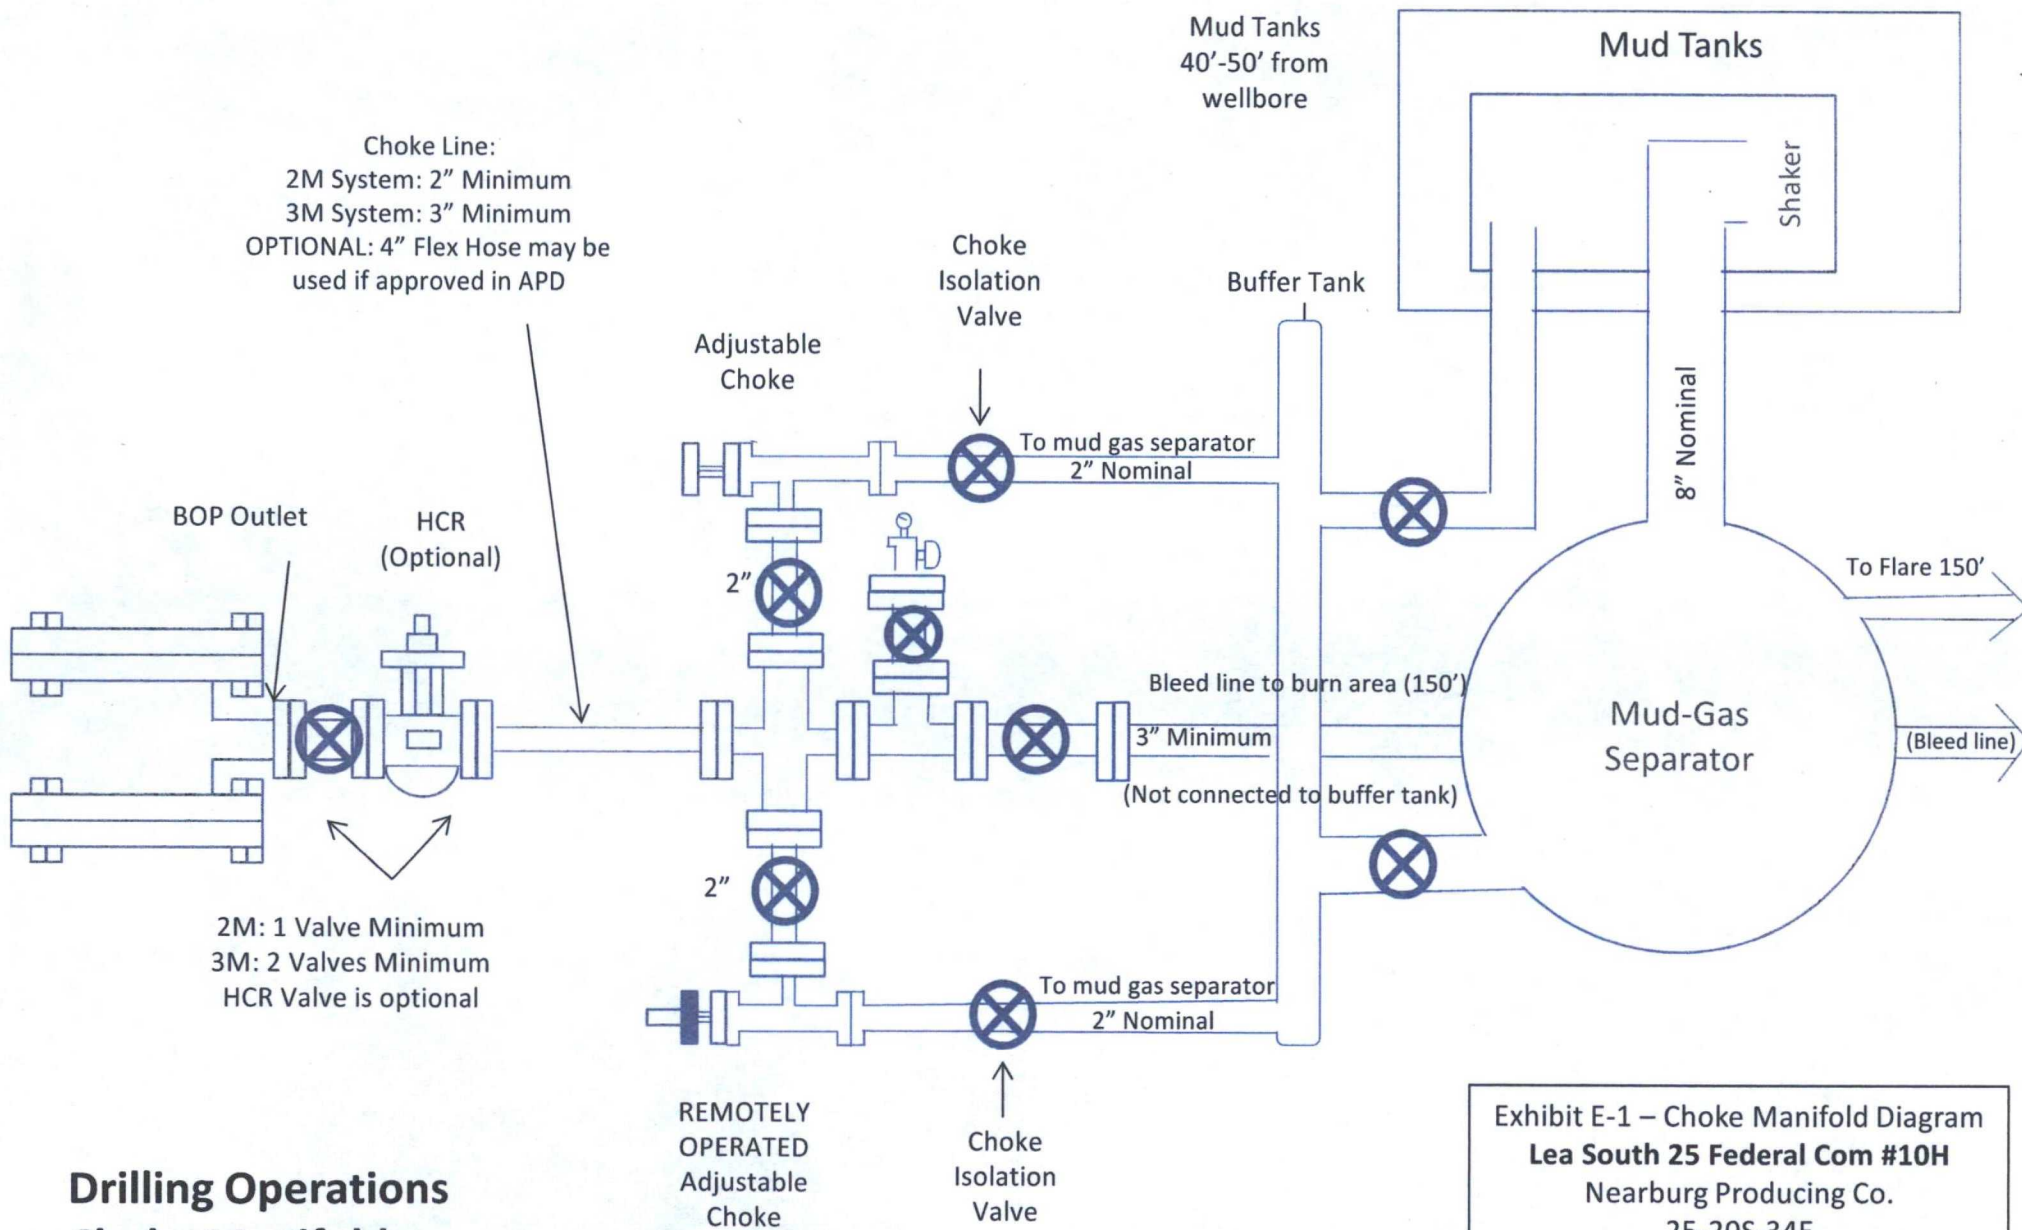 Mud Tanks
40’-50’ from
wellbore
Mud Tanks
Shaker
Choke Line:
2M System: 2” Minimum
3M System: 3” Minimum
OPTIONAL: 4” Flex Hose may be
used if approved in APD
Choke
Isolation
Valve
Buffer Tank
Adjustable
Choke
8” Nominal
To mud gas separator
2” Nominal
BOP Outlet
HCR
(Optional)
2”
To Flare 150’
Bleed line to burn area (150’)
3” Minimum
(Not connected to buffer tank)
Mud-Gas
Separator
(Bleed line)
2”
2M: 1 Valve Minimum
3M: 2 Valves Minimum
HCR Valve is optional
To mud gas separator
2” Nominal
REMOTELY
OPERATED
Adjustable
Choke
Choke
Isolation
Valve
Drilling Operations
Exhibit E-1 – Choke Manifold Diagram
Lea South 25 Federal Com #10H
Nearburg Producing Co.
25-20S-34E